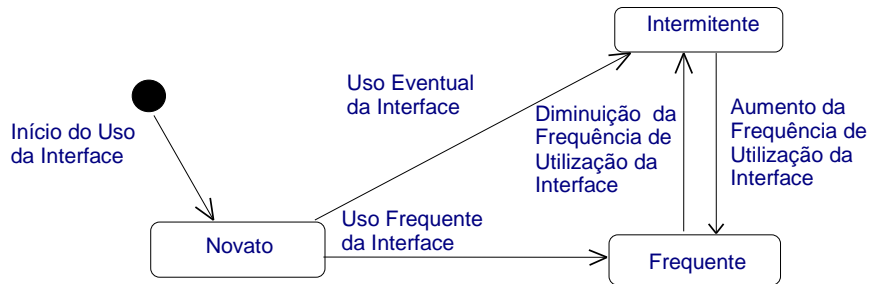 Intermitente
Uso Eventual
da Interface
Diminuição da
Frequência de
Utilização da
Interface
Aumento da
Frequência de
Utilização da
Interface
Início do Uso
da Interface
Uso Frequente
da Interface
Novato
Frequente